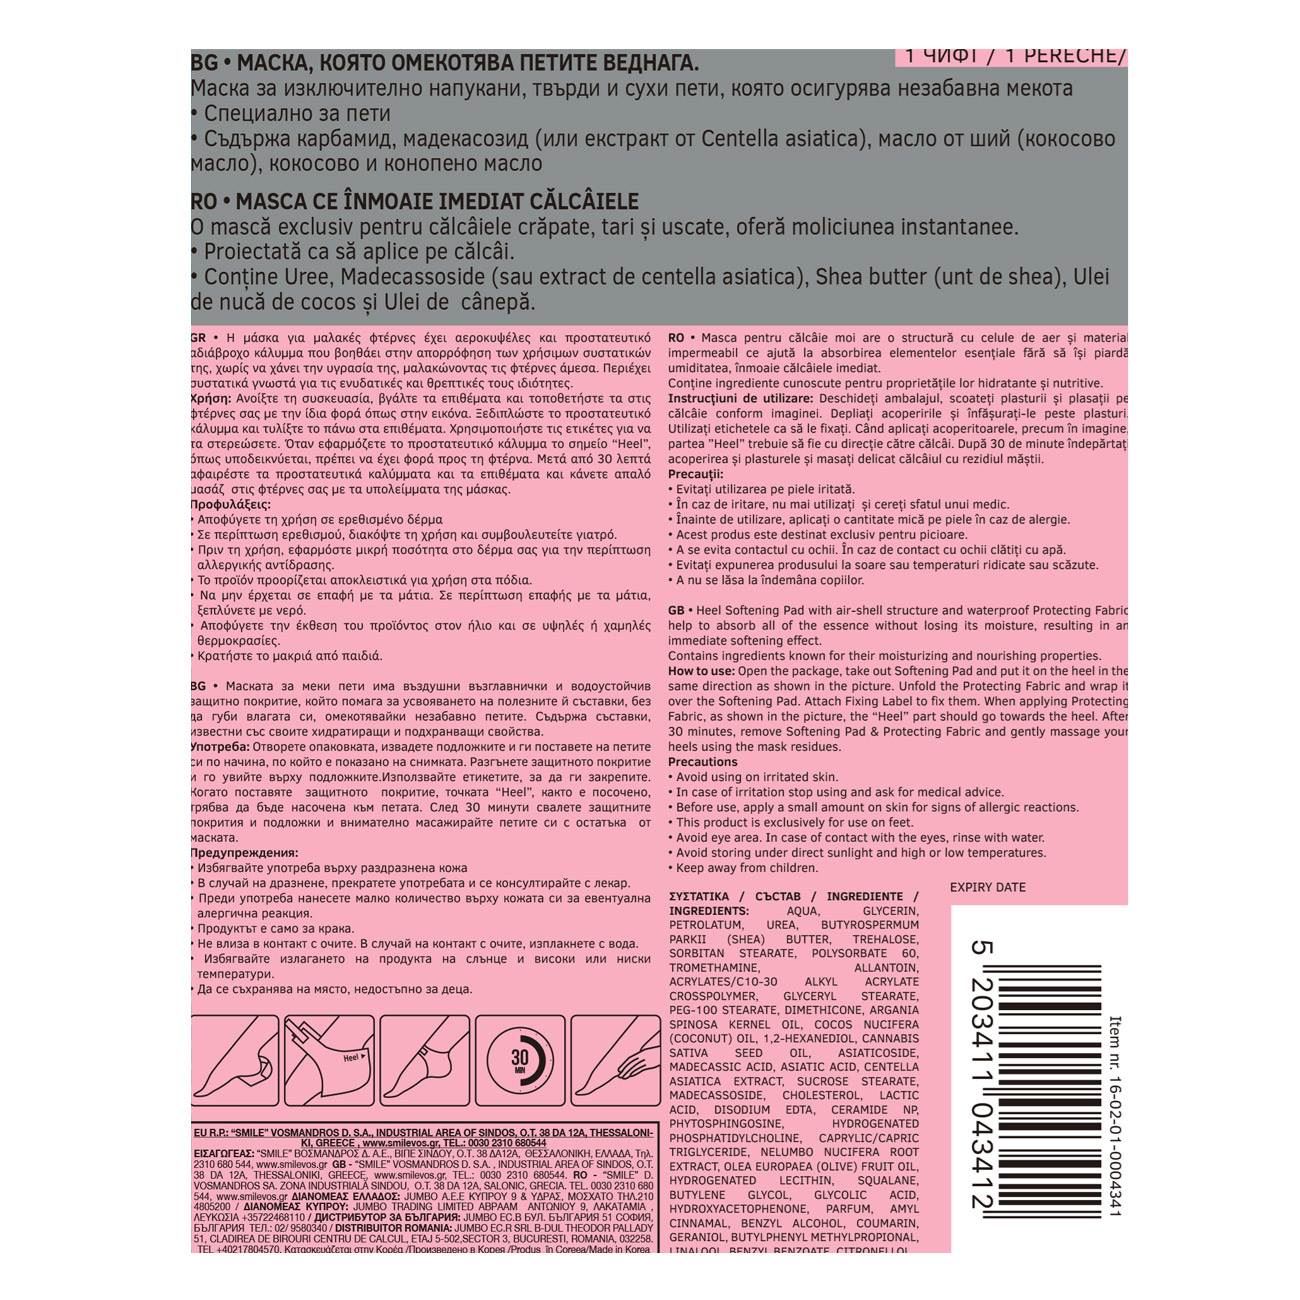 1 ЧИФТ / 1 PERECHE/
BG • МАСКА, КОЯТО ОМЕКОТЯВА ПЕТИТЕ ВЕДНАГА.
Маска за изключително напукани, твърди и сухи пети, която осигурява незабавна мекота
• Специално за пети
• Съдържа карбамид, мадекасозид (или екстракт от Centella asiatica), масло от ший (кокосово
масло), кокосово и конопено масло
RO • MASCA CE ÎNMOAIE IMEDIAT CĂLCÂIELE
O mască exclusiv pentru călcâiele crăpate, tari și uscate, oferă moliciunea instantanee.
• Proiectată ca să aplice pe călcâi.
• Conține Uree, Madecassoside (sau extract de centella asiatica), Shea butter (unt de shea), Ulei
de nucă de cocos și Ulei de cânepă.
GR • Η μάσκα για μαλακές φτέρνες έχει αεροκυψέλες και προστατευτικό
αδιάβροχο κάλυμμα που βοηθάει στην απορρόφηση των χρήσιμων συστατικών
της, χωρίς να χάνει την υγρασία της, μαλακώνοντας τις φτέρνες άμεσα. Περιέχει
συστατικά γνωστά για τις ενυδατικές και θρεπτικές τους ιδιότητες.
Χρήση: Ανοίξτε τη συσκευασία, βγάλτε τα επιθέματα και τοποθετήστε τα στις
φτέρνες σας με την ίδια φορά όπως στην εικόνα. Ξεδιπλώστε το προστατευτικό
κάλυμμα και τυλίξτε το πάνω στα επιθέματα. Χρησιμοποιήστε τις ετικέτες για να
τα στερεώσετε. Όταν εφαρμόζετε το προστατευτικό κάλυμμα το σημείο “Heel”,
όπως υποδεικνύεται, πρέπει να έχει φορά προς τη φτέρνα. Μετά από 30 λεπτά
αφαιρέστε τα προστατευτικά καλύμματα και τα επιθέματα και κάνετε απαλό
μασάζ στις φτέρνες σας με τα υπολείμματα της μάσκας.
Προφυλάξεις:
• Αποφύγετε τη χρήση σε ερεθισμένο δέρμα
• Σε περίπτωση ερεθισμού, διακόψτε τη χρήση και συμβουλευτείτε γιατρό.
• Πριν τη χρήση, εφαρμόστε μικρή ποσότητα στο δέρμα σας για την περίπτωση
αλλεργικής αντίδρασης.
• Το προϊόν προορίζεται αποκλειστικά για χρήση στα πόδια.
• Να μην έρχεται σε επαφή με τα μάτια. Σε περίπτωση επαφής με τα μάτια,
ξεπλύνετε με νερό.
• Αποφύγετε την έκθεση του προϊόντος στον ήλιο και σε υψηλές ή χαμηλές
θερμοκρασίες.
• Κρατήστε το μακριά από παιδιά.
BG • Маската за меки пети има въздушни възглавнички и водоустойчив
защитно покритие, който помага за усвояването на полезните й съставки, без
да губи влагата си, омекотявайки незабавно петите. Съдържа съставки,
известни със своите хидратиращи и подхранващи свойства.
Употреба: Отворете опаковката, извадете подложките и ги поставете на петите
си по начина, по който е показано на снимката. Разгънете защитното покритие
и го увийте върху подложките.Използвайте етикетите, за да ги закрепите.
Когато поставяте защитното покритие, точката “Heel”, както е посочено,
трябва да бъде насочена към петата. След 30 минути свалете защитните
покрития и подложки и внимателно масажирайте петите си с остатъка от
маската.
Предупреждения:
• Избягвайте употреба върху раздразнена кожа
• В случай на дразнене, прекратете употребата и се консултирайте с лекар.
• Преди употреба нанесете малко количество върху кожата си за евентуална
алергична реакция.
• Продуктът е само за крака.
• Не влиза в контакт с очите. В случай на контакт с очите, изплакнете с вода.
• Избягвайте излагането на продукта на слънце и високи или ниски
температури.
• Да се съхранява на място, недостъпно за деца.
Heel
30
MIN
EU R.P.: “SMILE” VOSMANDROS D. S.A., INDUSTRIAL AREA OF SINDOS, O.T. 38 DA 12A, THESSALONI-
KI, GREECE , www.smilevos.gr, TEL.: 0030 2310 680544
ΕΙΣΑΓΩΓΕΑΣ: “SMILE” ΒΟΣΜΑΝΔΡΟΣ Δ. Α.Ε., ΒΙΠΕ ΣΙΝΔΟΥ, Ο.Τ. 38 ΔΑ12Α, ΘΕΣΣΑΛΟΝΙΚΗ, ΕΛΛΑΔΑ, Τηλ.
2310 680 544, www.smilevos.gr GB - “SMILE” VOSMANDROS D. S.A. , INDUSTRIAL AREA OF SINDOS, O.T.
38 DA 12A, THESSALONIKI, GREECE, www.smilevos.gr, TEL.: 0030 2310 680544. RO - “SMILE” D.
VOSMANDROS SA. ZONA INDUSTRIALĂ SINDOU, O.T. 38 DA 12A, SALONIC, GRECIA. TEL. 0030 2310 680
544, www.smilevos.gr ΔΙΑΝΟΜΕΑΣ ΕΛΛΑΔΟΣ: JUMBO A.E.E ΚΥΠΡΟΥ 9 & ΥΔΡΑΣ, ΜΟΣΧΑΤΟ ΤΗΛ.210
4805200 / ΔΙΑΝΟΜΕΑΣ ΚΥΠΡΟΥ: JUMBO TRADING LIMITED ΑΒΡΑΑΜ ΑΝΤΩΝΙΟΥ 9, ΛΑΚΑΤΑΜΙΑ ,
ΛΕΥΚΩΣΙΑ +35722468110 / ДИСТРИБУТОР ЗА БЪЛГАРИЯ: JUMBO EC.B БУЛ. БЪЛГАРИЯ 51 СОФИЯ,
БЪЛГАРИЯ ТЕЛ.: 02/ 9580340 / DISTRIBUITOR ROMANIA: JUMBO EC.R SRL B-DUL THEODOR PALLADY
51, CLADIREA DE BIROURI CENTRU DE CALCUL, ETAJ 5-502,SECTOR 3, BUCURESTI, ROMANIA, 032258.
TEL +40217804570. Κατασκευάζεται στην Κορέα /Произведено в Корея /Produs în Coreea/Made in Korea
RO • Masca pentru călcâie moi are o structură cu celule de aer și material
impermeabil ce ajută la absorbirea elementelor esențiale fără să își piardă
umiditatea, înmoaie călcâiele imediat.
Conține ingrediente cunoscute pentru proprietățile lor hidratante și nutritive.
Instrucțiuni de utilizare: Deschideți ambalajul, scoateți plasturii și plasații pe
călcâie conform imaginei. Depliați acoperirile și înfășurați-le peste plasturi.
Utilizați etichetele ca să le fixați. Când aplicați acoperitoarele, precum în imagine,
partea ”Heel” trebuie să fie cu direcție către călcâi. După 30 de minute îndepărtați
acoperirea și plasturele și masați delicat călcâiul cu rezidiul măștii.
Precauții:
• Evitați utilizarea pe piele iritată.
• În caz de iritare, nu mai utilizați și cereți sfatul unui medic.
• Înainte de utilizare, aplicați o cantitate mică pe piele în caz de alergie.
• Acest produs este destinat exclusiv pentru picioare.
• A se evita contactul cu ochii. În caz de contact cu ochii clătiți cu apă.
• Evitați expunerea produsului la soare sau temperaturi ridicate sau scăzute.
• A nu se lăsa la îndemâna copiilor.
GB • Heel Softening Pad with air-shell structure and waterproof Protecting Fabric
help to absorb all of the essence without losing its moisture, resulting in an
immediate softening effect.
Contains ingredients known for their moisturizing and nourishing properties.
How to use: Open the package, take out Softening Pad and put it on the heel in the
same direction as shown in the picture. Unfold the Protecting Fabric and wrap it
over the Softening Pad. Attach Fixing Label to fix them. When applying Protecting
Fabric, as shown in the picture, the “Heel” part should go towards the heel. After
30 minutes, remove Softening Pad & Protecting Fabric and gently massage your
heels using the mask residues.
Precautions
• Avoid using on irritated skin.
• In case of irritation stop using and ask for medical advice.
• Before use, apply a small amount on skin for signs of allergic reactions.
• This product is exclusively for use on feet.
• Avoid eye area. In case of contact with the eyes, rinse with water.
• Avoid storing under direct sunlight and high or low temperatures.
• Keep away from children.
ΣΥΣΤΑΤΙΚΑ / СЪСТАВ / INGREDIENTE /
INGREDIENTS: AQUA, GLYCERIN,
PETROLATUM, UREA, BUTYROSPERMUM
PARKII (SHEA) BUTTER, TREHALOSE,
SORBITAN STEARATE, POLYSORBATE 60,
TROMETHAMINE, ALLANTOIN,
ACRYLATES/C10-30 ALKYL ACRYLATE
CROSSPOLYMER, GLYCERYL STEARATE,
PEG-100 STEARATE, DIMETHICONE, ARGANIA
SPINOSA KERNEL OIL, COCOS NUCIFERA
(COCONUT) OIL, 1,2-HEXANEDIOL, CANNABIS
SATIVA SEED OIL, ASIATICOSIDE,
MADECASSIC ACID, ASIATIC ACID, CENTELLA
ASIATICA EXTRACT, SUCROSE STEARATE,
MADECASSOSIDE, CHOLESTEROL, LACTIC
ACID, DISODIUM EDTA, CERAMIDE NP,
PHYTOSPHINGOSINE, HYDROGENATED
PHOSPHATIDYLCHOLINE, CAPRYLIC/CAPRIC
TRIGLYCERIDE, NELUMBO NUCIFERA ROOT
EXTRACT, OLEA EUROPAEA (OLIVE) FRUIT OIL,
HYDROGENATED LECITHIN, SQUALANE,
BUTYLENE GLYCOL, GLYCOLIC ACID,
HYDROXYACETOPHENONE, PARFUM, AMYL
CINNAMAL, BENZYL ALCOHOL, COUMARIN,
GERANIOL, BUTYLPHENYL METHYLPROPIONAL,
LINALOOL, BENZYL BENZOATE, CITRONELLOL
EXPIRY DATE
5 203411 043412
Item nr. 16-02-01-0004341